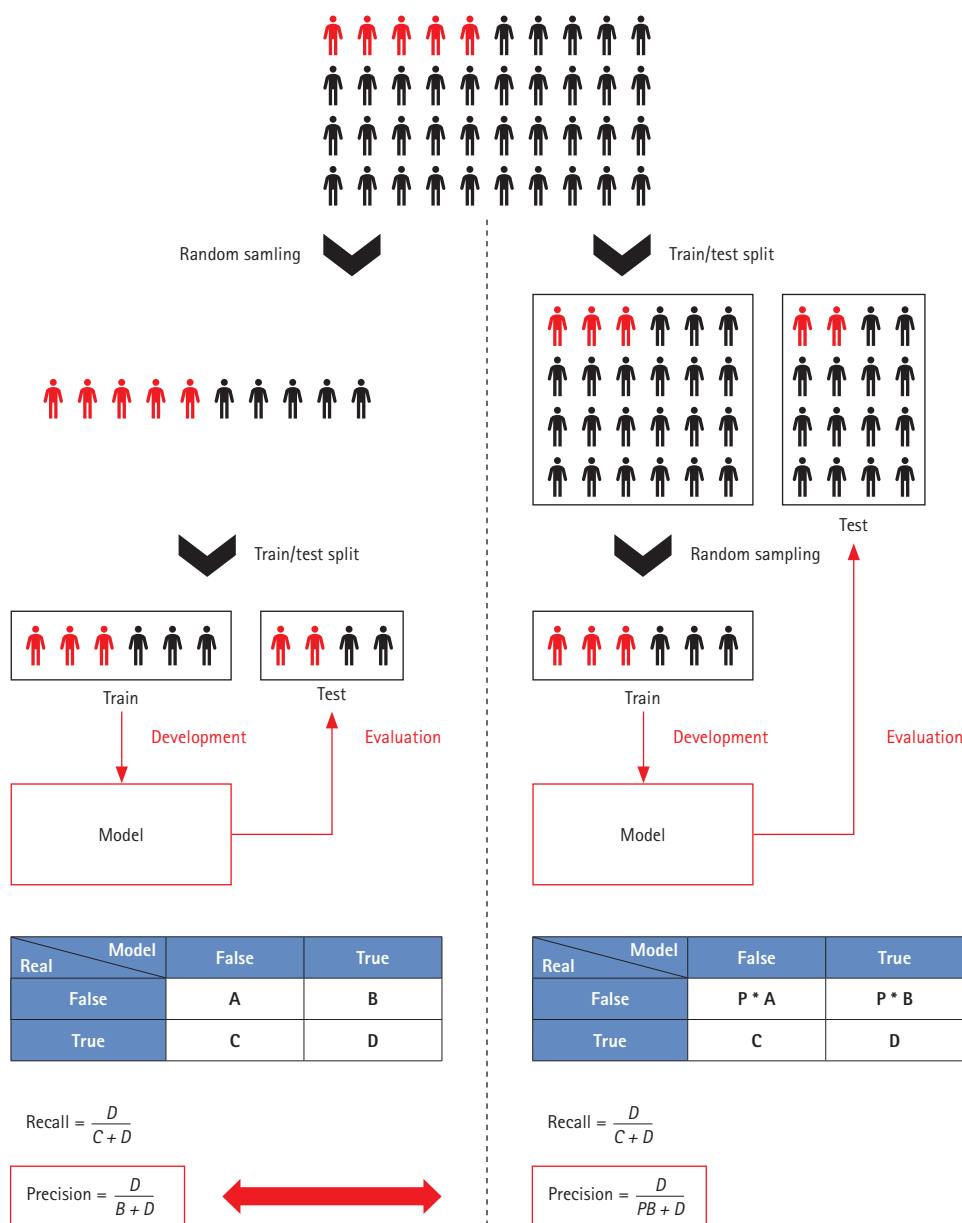 Random samling
Train/test split
Train/test split
Test
Random sampling
Train
Test
Train
Development
Evaluation
Development
Evaluation
Model
Model
Model
Real
False
True
False
A
B
True
C
D
Model
Real
False
True
False
P * A
P * B
True
C
D
Recall = D / C + D
Recall = D / C + D
Precision = D / B + D
Precision = D / PB + D